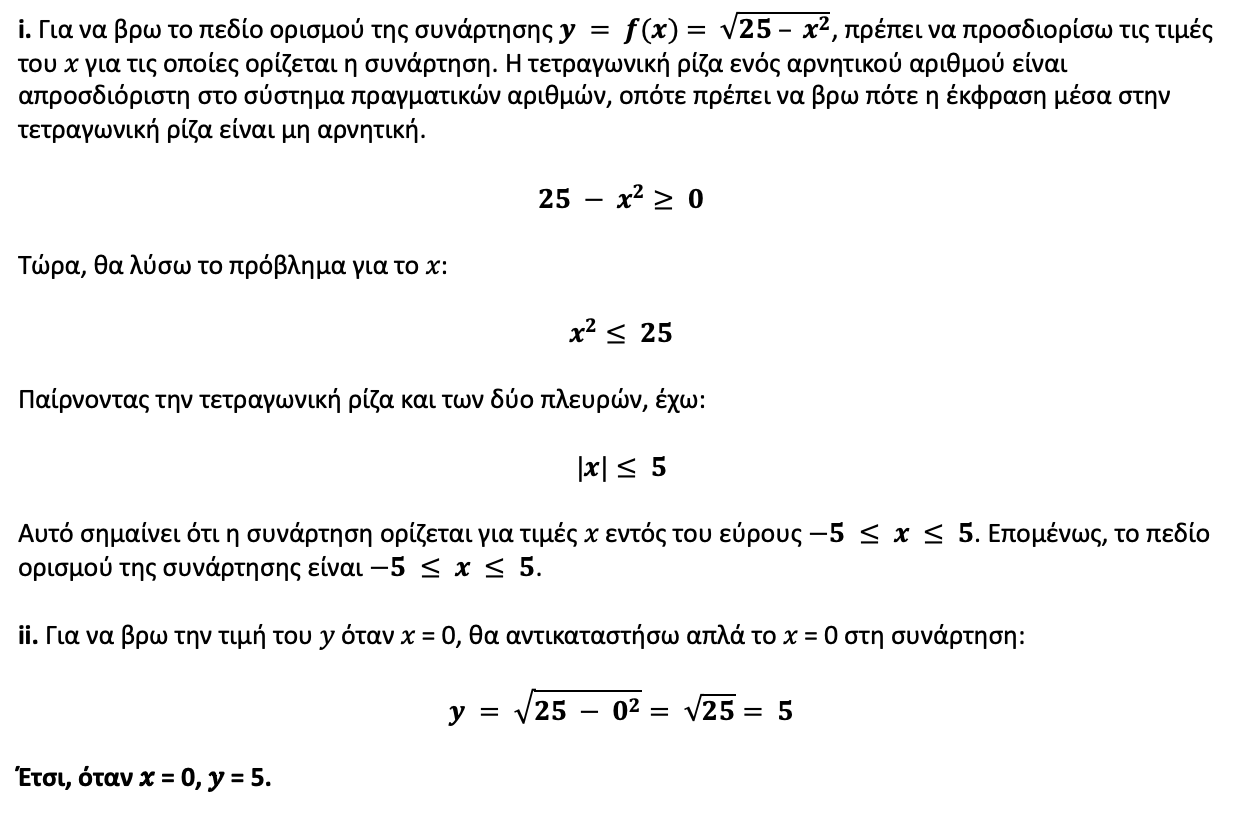 i. Για να βρω το πεδίο ορισμού της συνάρτησης y = f(x) = √25 – x², πρέπει να προσδιορίσω τις τιμές
του x για τις οποίες ορίζεται η συνάρτηση. Η τετραγωνική ρίζα ενός αρνητικού αριθμού είναι
απροσδιόριστη στο σύστημα πραγματικών αριθμών, οπότε πρέπει να βρω πότε η έκφραση μέσα στην
τετραγωνική ρίζα είναι μη αρνητική.
25 − x² ≥ 0
Τώρα, θα λύσω το πρόβλημα για το x:
x² ≤ 25
Παίρνοντας την τετραγωνική ρίζα και των δύο πλευρών, έχω:
|x| ≤ 5
Αυτό σημαίνει ότι η συνάρτηση ορίζεται για τιμές x εντός του εύρους −5 ≤ x ≤ 5. Επομένως, το πεδίο
ορισμού της συνάρτησης είναι −5 ≤ x ≤ 5.
ii. Για να βρω την τιμή του y όταν x = 0, θα αντικαταστήσω απλά το x = 0 στη συνάρτηση:
y = √25 − 0² = √25 = 5
Έτσι, όταν x = 0, y = 5.